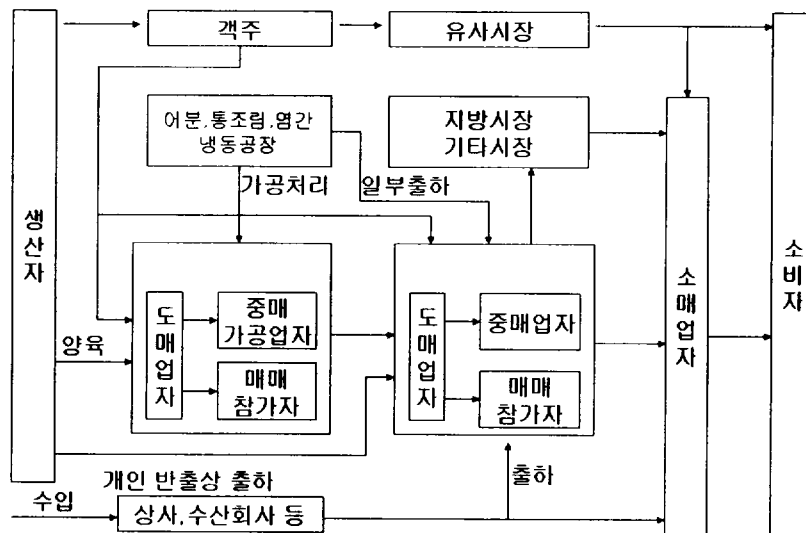 객주
유사시장
어분,통조림,염간
냉동공장
지방시장
기타시장
가공처리
일부출하
생산자
소비자
소매업자
도매업자
중매
가공업자
매매
참가자
도매업자
중매업자
매매
참가자
양육
개인 반출상 출하
출하
수입
상사,수산회사 등